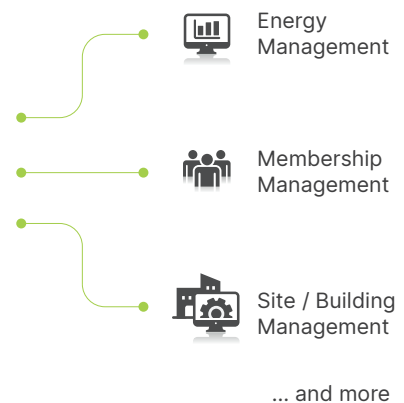 Energy
Management
Membership
Management
Site / Building
Management
... and more